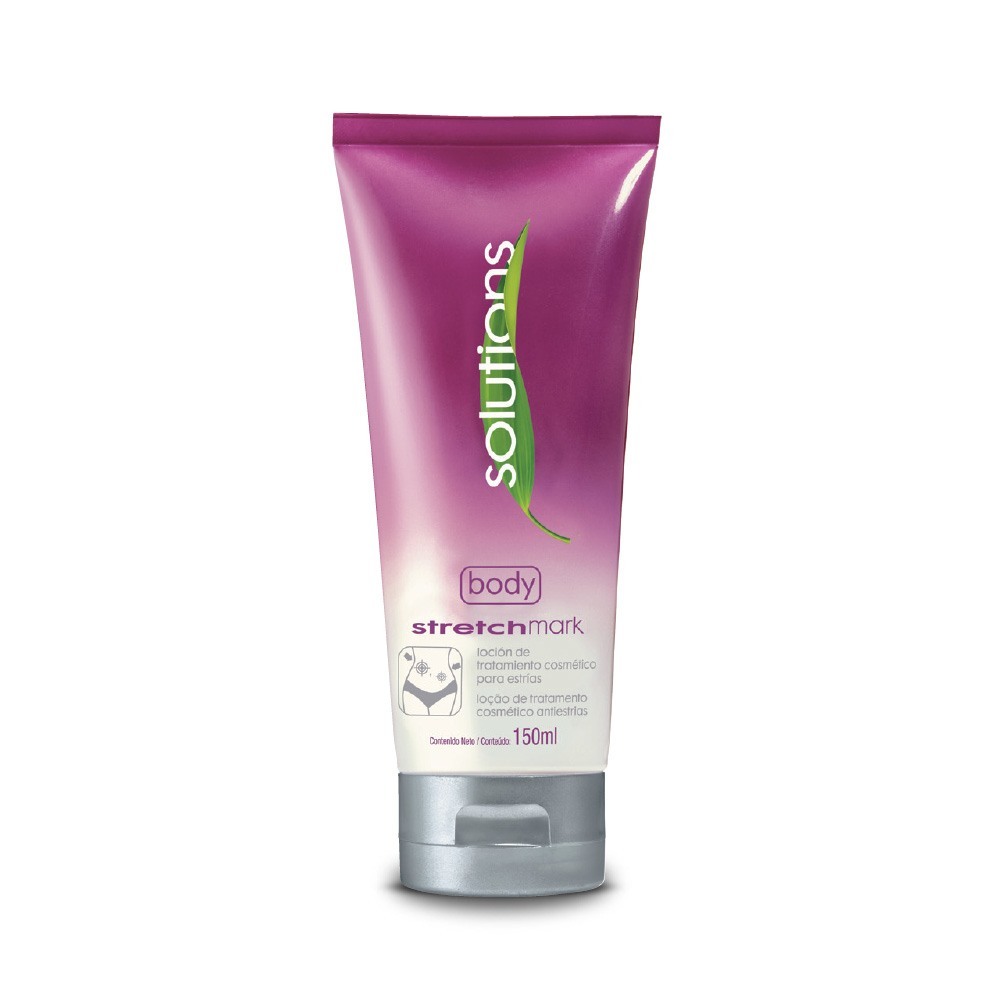 solutions
body
stretchmark
loción de
tratamiento cosmético
para estrías
loção de tratamento
cosmético antiestrias
Contenido Neto / Conteúdo: 150ml